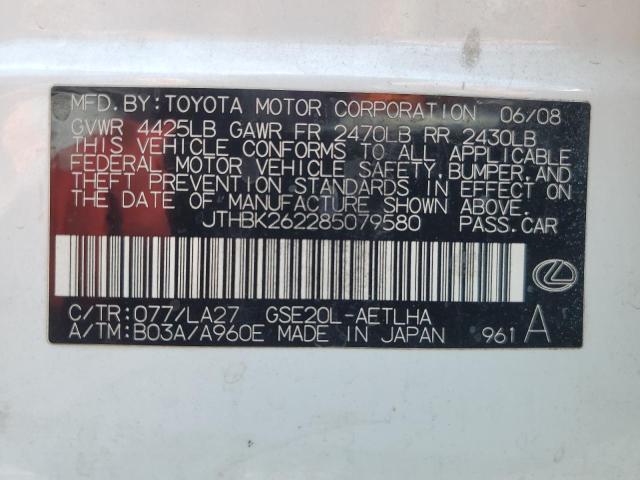 MFD. BY: TOYOTA MOTOR CORPORATION 06/08
GVWR 4425LB GAWR FR 2470LB RR 2430LB
THIS VEHICLE CONFORMS TO ALL APPLICABLE
FEDERAL MOTOR VEHICLE SAFETY, BUMPER, AND
THEFT PREVENTION STANDARDS IN EFFECT ON
THE DATE OF MANUFACTURE SHOWN ABOVE.
JTHBK262285079580 PASS. CAR
C/TR: 077/LA27 GSE20L-AETLHA
A/TM: B03A/A960E MADE IN JAPAN 961 A